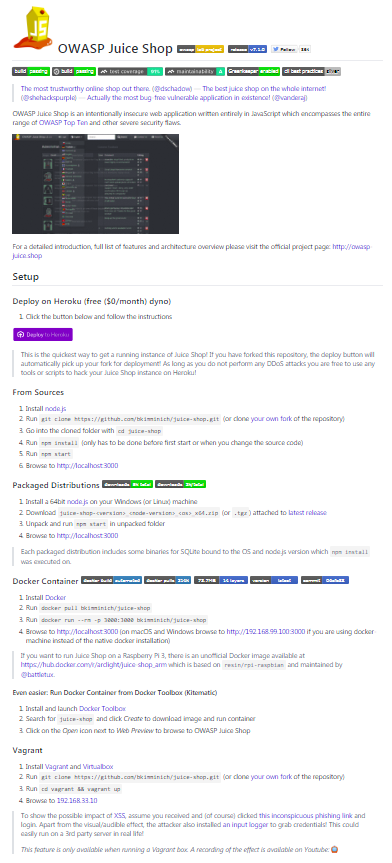 JS
OWASP Juice Shop owasp lab project release v7.1.0 Follow
build passing build passing test coverage 91% maintainability A Greenkeeper enabled cii best practices
The most trustworthy online shop out there. (@dschadow) — The best juice shop on the whole internet!
(@shehackspurple) — Actually the most bug-free vulnerable application in existence! (@vanderaj)
OWASP Juice Shop is an intentionally insecure web application written entirely in JavaScript which encompasses the entire
range of OWASP Top Ten and other severe security flaws.
For a detailed introduction, full list of features and architecture overview please visit the official project page: http://owasp-
juice.shop
Setup
Deploy on Heroku (free ($0/month) dyno)
1. Click the button below and follow the instructions
Deploy to Heroku
This is the quickest way to get a running instance of Juice Shop! If you have forked this repository, the deploy button will
automatically pick up your fork for deployment! As long as you do not perform any DDoS attacks you are free to use any
tools or scripts to hack your Juice Shop instance on Heroku!
From Sources
1. Install node.js
2. Run git clone https://github.com/bkimminich/juice-shop.git (or clone your own fork of the repository)
3. Go into the cloned folder with cd juice-shop
4. Run npm install (only has to be done before first start or when you change the source code)
5. Run npm start
6. Browse to http://localhost:3000
Packaged Distributions downloads downloads
1. Install a 64bit node.js on your Windows (or Linux) machine
2. Download juice-shop-<version>_<node-version>_<os>_x64.zip (or .tgz) attached to latest release
3. Unpack and run npm start in unpacked folder
4. Browse to http://localhost:3000
Each packaged distribution includes some binaries for SQLite bound to the OS and node.js version which npm install
was executed on.
Docker Container docker build automated docker pulls version latest commit
1. Install Docker
2. Run docker pull bkimminich/juice-shop
3. Run docker run --rm -p 3000:3000 bkimminich/juice-shop
4. Browse to http://localhost:3000 (on macOS and Windows browse to http://192.168.99.100:3000 if you are using docker-
machine instead of the native docker installation)
If you want to run Juice Shop on a Raspberry Pi 3, there is an unofficial Docker image available at
https://hub.docker.com/r/arclight/juice-shop_arm which is based on resin/rpi-raspbian and maintained by
@battletux.
Even easier: Run Docker Container from Docker Toolbox (Kitematic)
1. Install and launch Docker Toolbox
2. Search for juice-shop and click Create to download image and run container
3. Click on the Open icon next to Web Preview to browse to OWASP Juice Shop
Vagrant
1. Install Vagrant and Virtualbox
2. Run git clone https://github.com/bkimminich/juice-shop.git (or clone your own fork of the repository)
3. Run cd vagrant && vagrant up
4. Browse to 192.168.33.10
To show the possible impact of XSS, assume you received and (of course) clicked this inconspicuous phishing link and
login. Apart from the visual/audible effect, the attacker also installed an input logger to grab credentials! This could
easily run on a 3rd party server in real life!
This feature is only available when running a Vagrant box. A recording of the effect is available on Youtube: